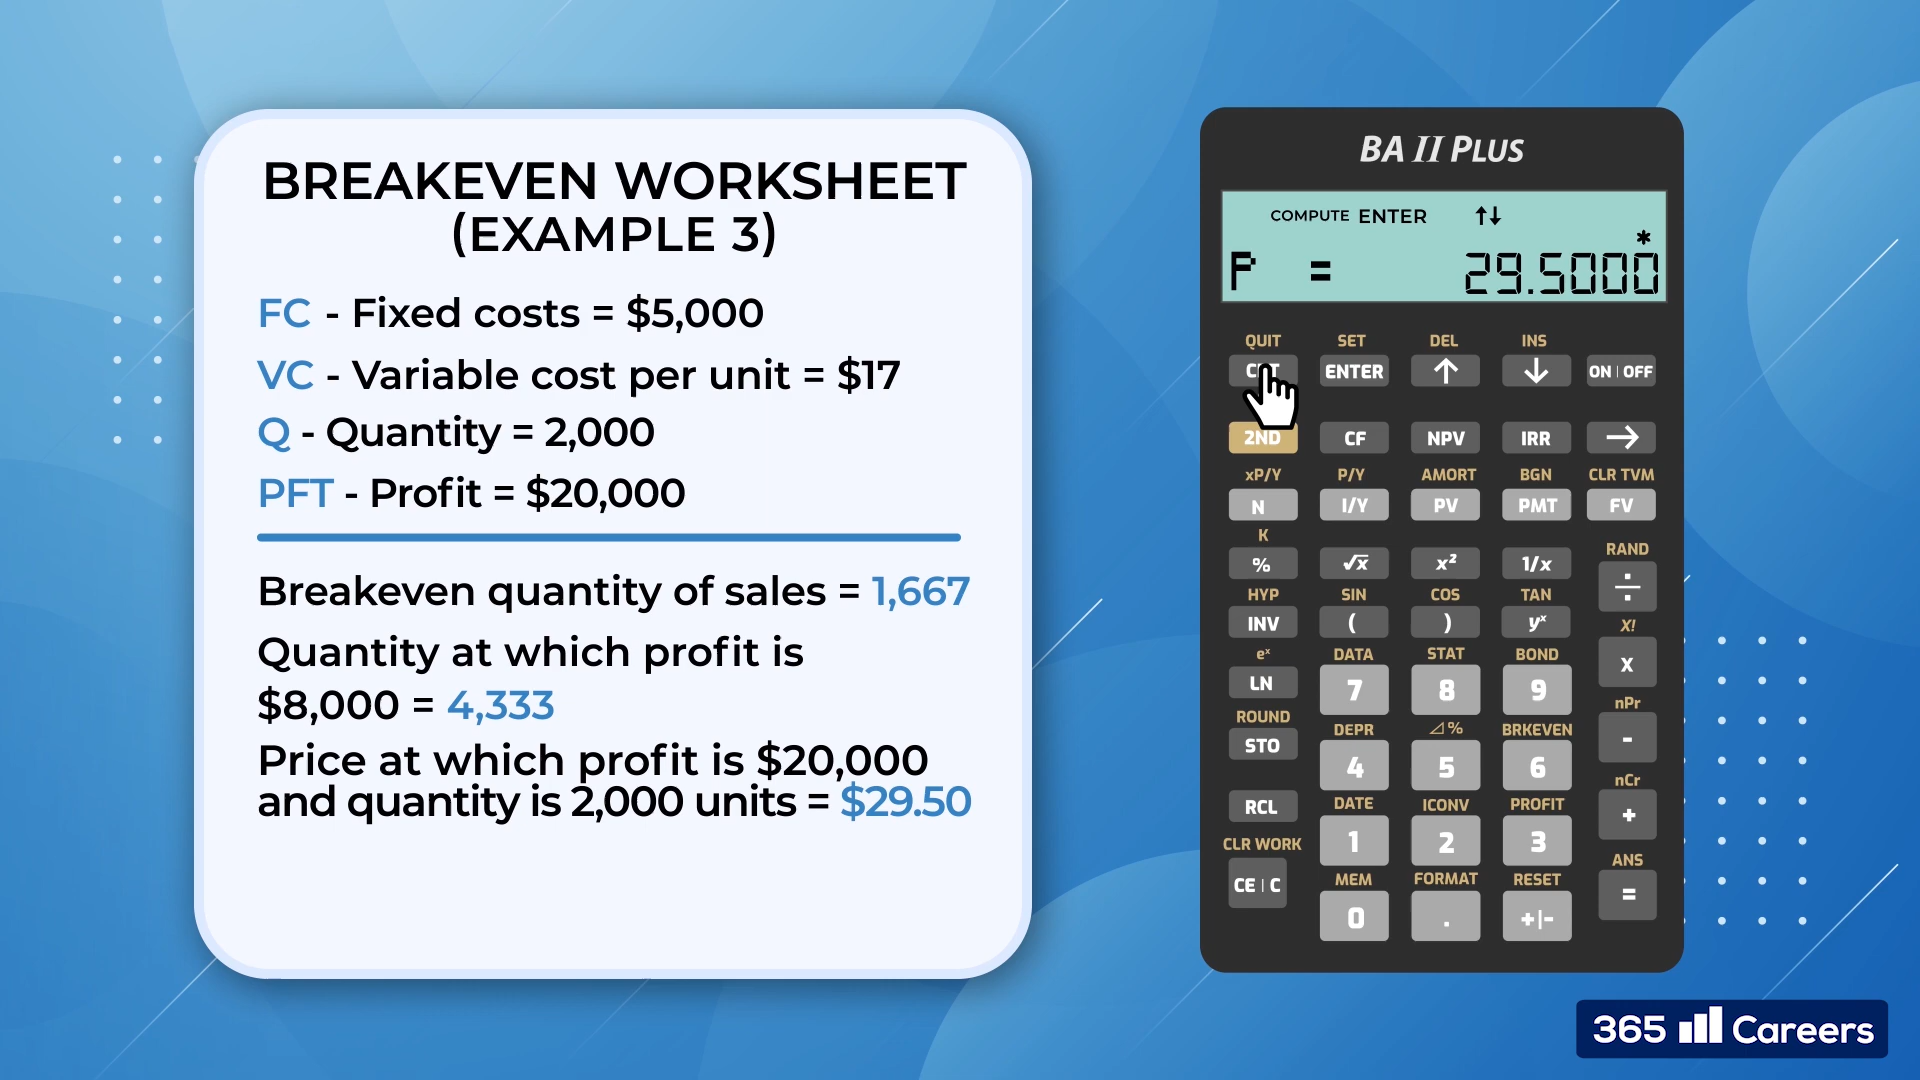 BREAKEVEN WORKSHEET
(EXAMPLE 3)
FC - Fixed costs = $5,000
VC - Variable cost per unit = $17
Q - Quantity = 2,000
PFT - Profit = $20,000
Breakeven quantity of sales = 1,667
Quantity at which profit is
$8,000 = 4,333
Price at which profit is $20,000
and quantity is 2,000 units = $29.50
BA II PLUS
COMPUTE ENTER ↑↓
*
P = 29.5000
QUIT SET DEL INS
ENTER ↑ ↓ ON | OFF
2ND CF NPV IRR →
xP/Y P/Y AMORT BGN CLR TVM
N I/Y PV PMT FV
K RAND
% √x x² 1/x ÷
HYP SIN COS TAN X!
INV ( ) yˣ x
eˣ DATA STAT BOND nPr
LN 7 8 9 -
ROUND DEPR ⊿% BRKEVEN nCr
STO 4 5 6 +
DATE ICONV PROFIT
RCL 1 2 3
CLR WORK MEM FORMAT RESET ANS
CE | C 0 . +|- =
365 Careers